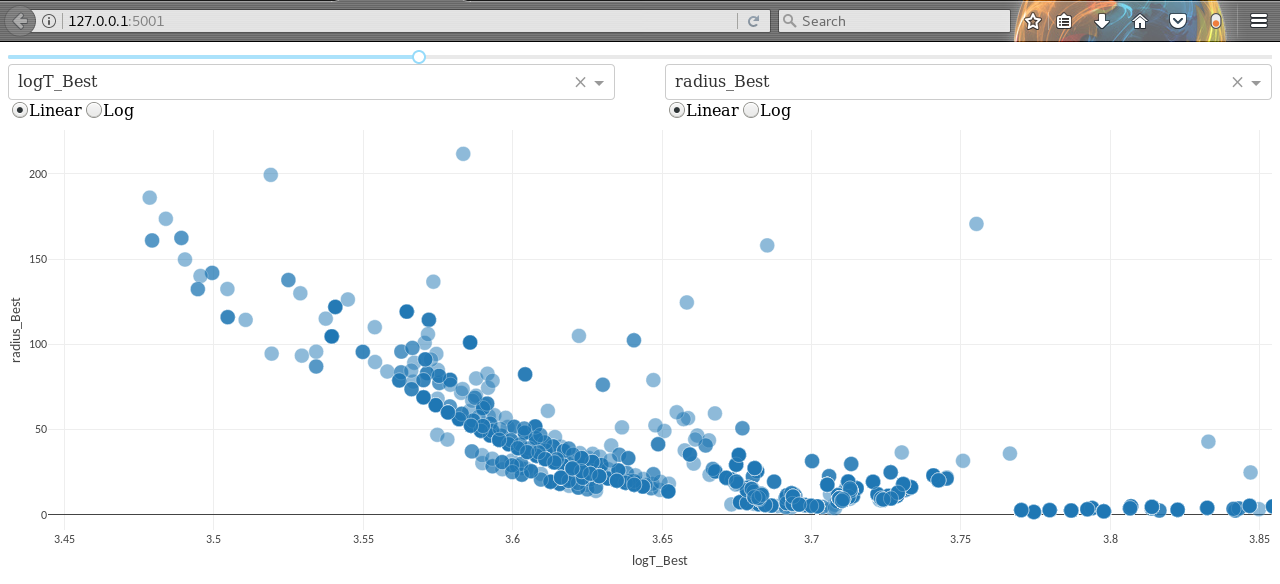 127.0.0.1:5001 Search
logT_Best radius_Best
Linear Log Linear Log
200
150
100
50
0
radius_Best
3.45 3.5 3.55 3.6 3.65 3.7 3.75 3.8 3.85
logT_Best